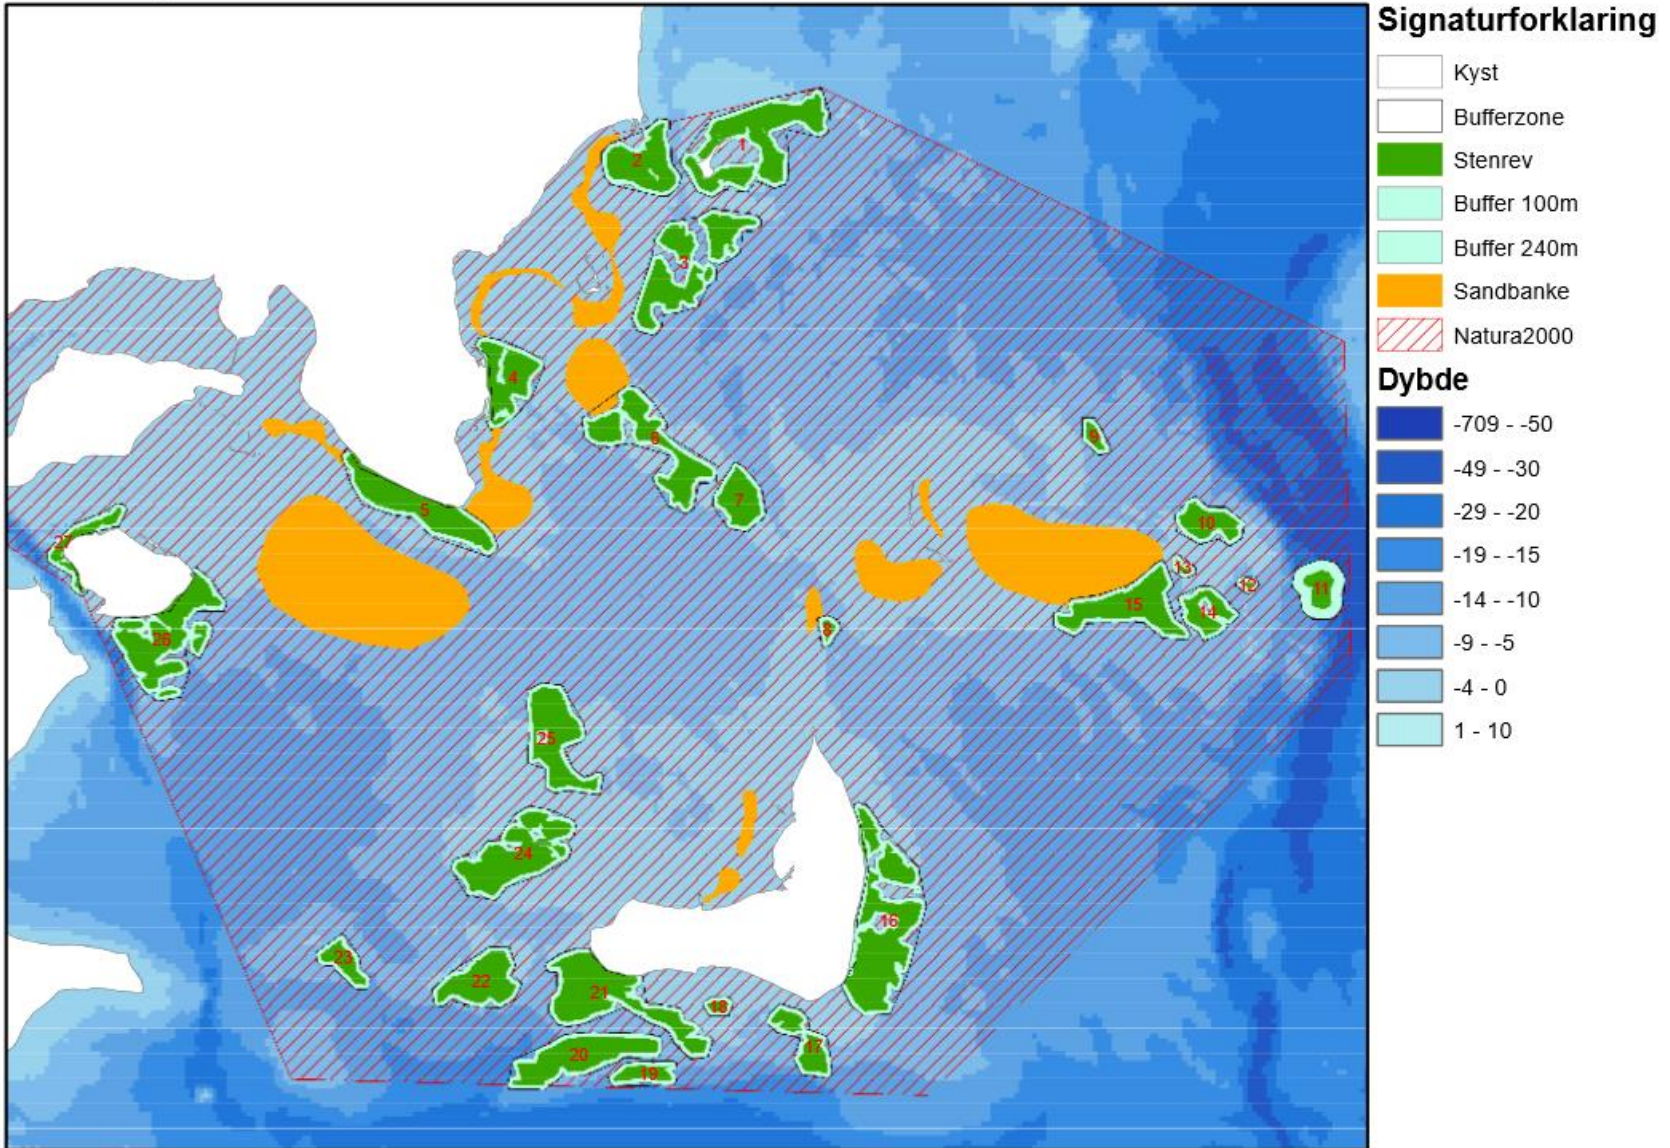 Signaturforklaring
Kyst
Bufferzone
Stenrev
Buffer 100m
Buffer 240m
Sandbanke
Natura2000
Dybde
-709 - -50
-49 - -30
-29 - -20
-19 - -15
-14 - -10
-9 - -5
-4 - 0
1 - 10
1
2
3
4
5
6
7
8
9
10
11
12
13
14
15
16
17
18
19
20
21
22
23
24
25
26
27